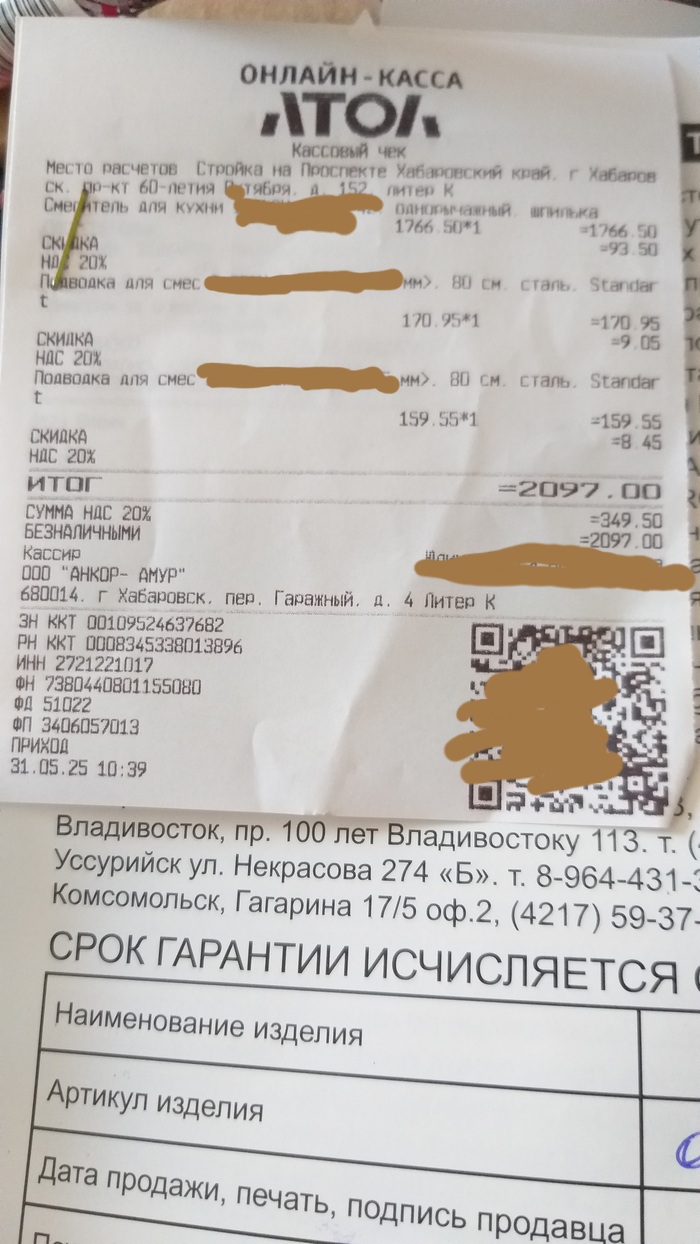 ОНЛАЙН-КАССА
АТОЛ
Кассовый чек
Место расчетов Стройка на Проспекте Хабаровский край. г Хабаров
ск. пр-кт 60-летия Октября. д. 152. литер К
Смеситель для кухни однорычажный. шпилька
1766.50*1 =1766.50
СКИДКА =93.50
НДС 20%
Подводка для смес мм>. 80 см. сталь. Standar
t
170.95*1 =170.95
СКИДКА =9.05
НДС 20%
Подводка для смес мм>. 80 см. сталь. Standar
t
159.55*1 =159.55
СКИДКА =8.45
НДС 20%
ИТОГ =2097.00
СУММА НДС 20% =349.50
БЕЗНАЛИЧНЫМИ =2097.00
Кассир
ООО "АНКОР- АМУР"
680014. г Хабаровск. пер. Гаражный. д. 4 Литер К
ЗН ККТ 00109524637682
РН ККТ 0008345338013896
ИНН 2721221017
ФН 7380440801155080
ФД 51022
ФП 3406057013
ПРИХОД
31.05.25 10:39
Владивосток, пр. 100 лет Владивостоку 113. т. (
Уссурийск ул. Некрасова 274 «Б». т. 8-964-431-
Комсомольск, Гагарина 17/5 оф.2, (4217) 59-37-
СРОК ГАРАНТИИ ИСЧИСЛЯЕТСЯ
Наименование изделия
Артикул изделия
Дата продажи, печать, подпись продавца